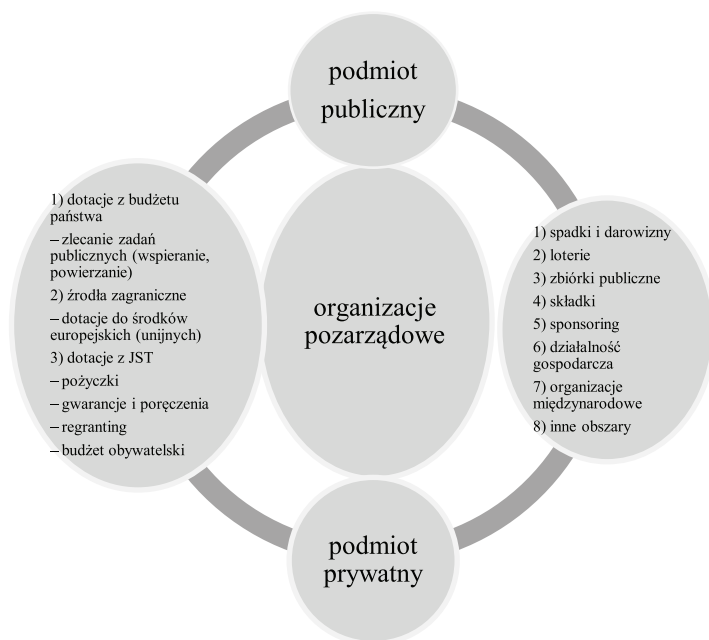 podmiot
publiczny
1) dotacje z budżetu
państwa
– zlecanie zadań
publicznych (wspieranie,
powierzanie)
2) źrodła zagraniczne
– dotacje do środków
europejskich (unijnych)
3) dotacje z JST
– pożyczki
– gwarancje i poręczenia
– regranting
– budżet obywatelski
organizacje
pozarządowe
1) spadki i darowizny
2) loterie
3) zbiórki publiczne
4) składki
5) sponsoring
6) działalność
gospodarcza
7) organizacje
międzynarodowe
8) inne obszary
podmiot
prywatny